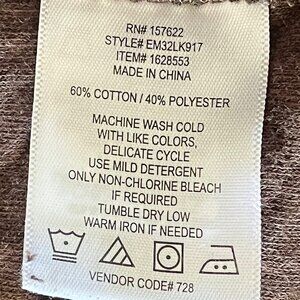 RN# 157622
STYLE# EM32LK917
ITEM# 1628553
MADE IN CHINA
60% COTTON / 40% POLYESTER
MACHINE WASH COLD
WITH LIKE COLORS,
DELICATE CYCLE
USE MILD DETERGENT
ONLY NON-CHLORINE BLEACH
IF REQUIRED
TUMBLE DRY LOW
WARM IRON IF NEEDED
VENDOR CODE# 728